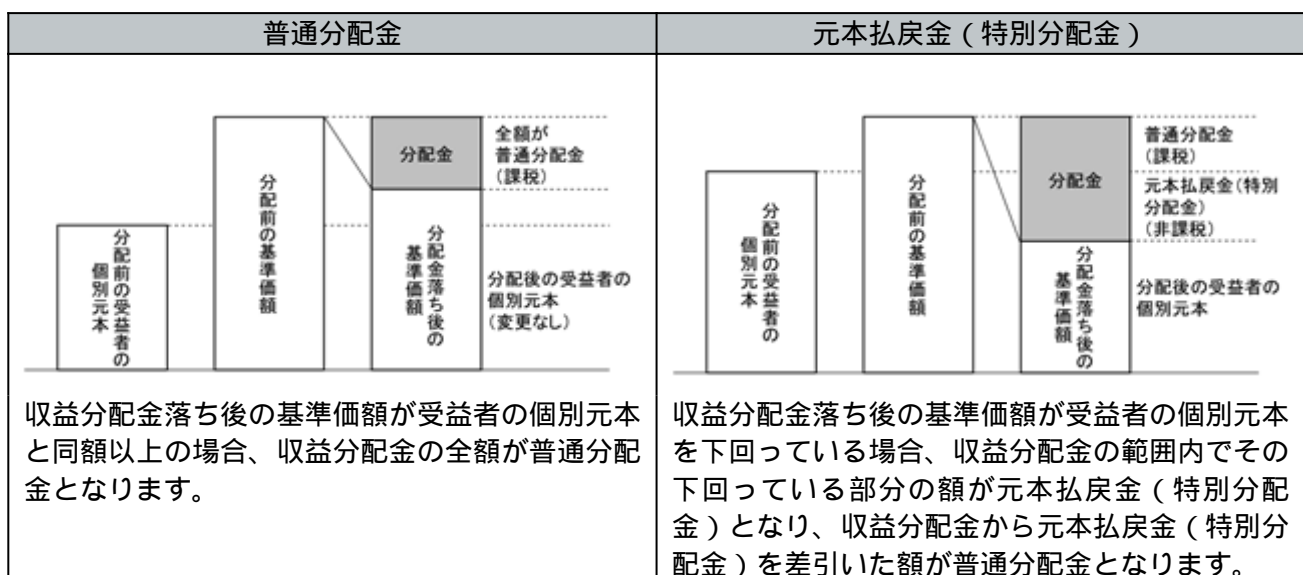 普通分配金
分配前の受益者の
個別元本
分配前の基準価額
分配金
分配金落ち後の
基準価額
全額が
普通分配金
(課税)
分配後の受益者の
個別元本
(変更なし)
収益分配金落ち後の基準価額が受益者の個別元本
と同額以上の場合、収益分配金の全額が普通分配
金となります。
元本払戻金(特別分配金)
分配前の受益者の
個別元本
分配前の基準価額
分配金
分配金落ち後の
基準価額
普通分配金
(課税)
元本払戻金(特別
分配金)
(非課税)
分配後の受益者の
個別元本
収益分配金落ち後の基準価額が受益者の個別元本
を下回っている場合、収益分配金の範囲内でその
下回っている部分の額が元本払戻金(特別分配
金)となり、収益分配金から元本払戻金(特別分
配金)を差引いた額が普通分配金となります。